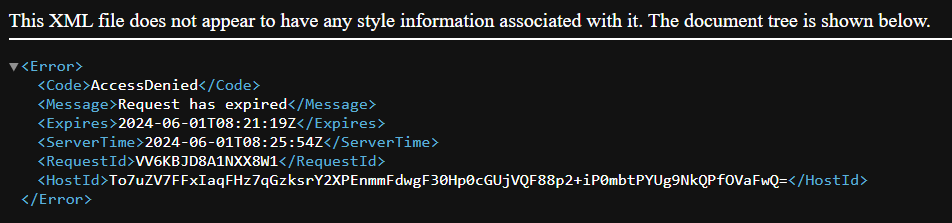 This XML file does not appear to have any style information associated with it. The document tree is shown below.
▼<Error>
<Code>AccessDenied</Code>
<Message>Request has expired</Message>
<Expires>2024-06-01T08:21:19Z</Expires>
<ServerTime>2024-06-01T08:25:54Z</ServerTime>
<RequestId>VV6KBJD8A1NXX8W1</RequestId>
<HostId>To7uZV7FFxIaqFHz7qGzksrY2XPEnmmFdwgF30Hp0cGUjVQF88p2+iP0mbtPYUg9NkQPfOVaFwQ=</HostId>
</Error>